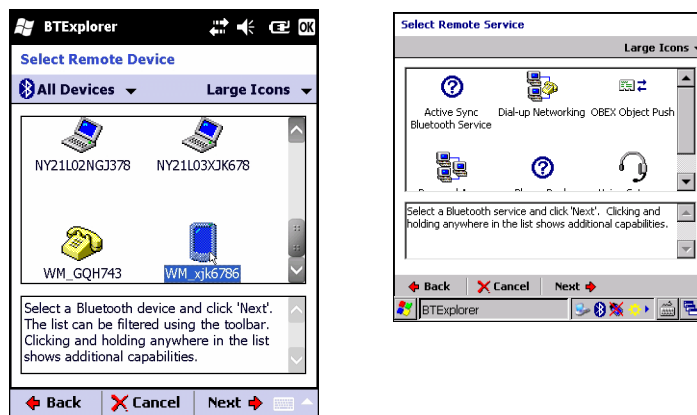 BTExplorer OK
Select Remote Device
All Devices Large Icons
NY21L02NGJ378 NY21L03XJK678
WM_GQH743 WM_xjk6786
Select a Bluetooth device and click 'Next'.
The list can be filtered using the toolbar.
Clicking and holding anywhere in the list
shows additional capabilities.
Back Cancel Next
Select Remote Service
Large Icons
Active Sync Dial-up Networking OBEX Object Push
Bluetooth Service
Select a Bluetooth service and click 'Next'. Clicking and
holding anywhere in the list shows additional capabilities.
Back Cancel Next
BTExplorer